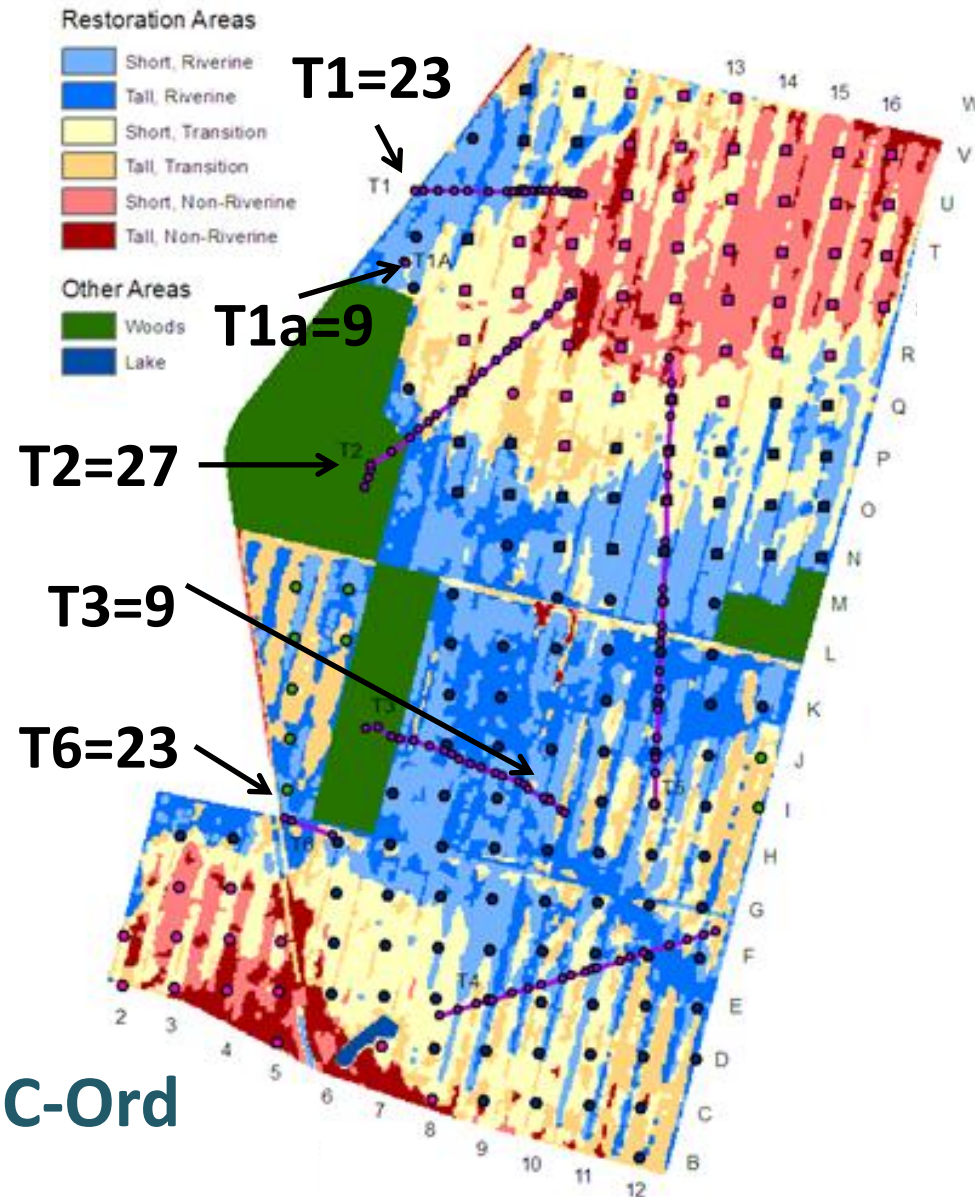 Restoration Areas
Short, Riverine
Tall, Riverine
Short, Transition
Tall, Transition
Short, Non-Riverine
Tall, Non-Riverine
Other Areas
Woods
Lake
T1=23
T1a=9
T2=27
T3=9
T6=23
C-Ord
T1
T1A
T2
T3
T5
T6
T4
13
14
15
16
W
V
U
T
R
Q
P
O
N
M
L
K
J
I
H
G
F
E
D
C
B
2
3
4
5
6
7
8
9
10
11
12